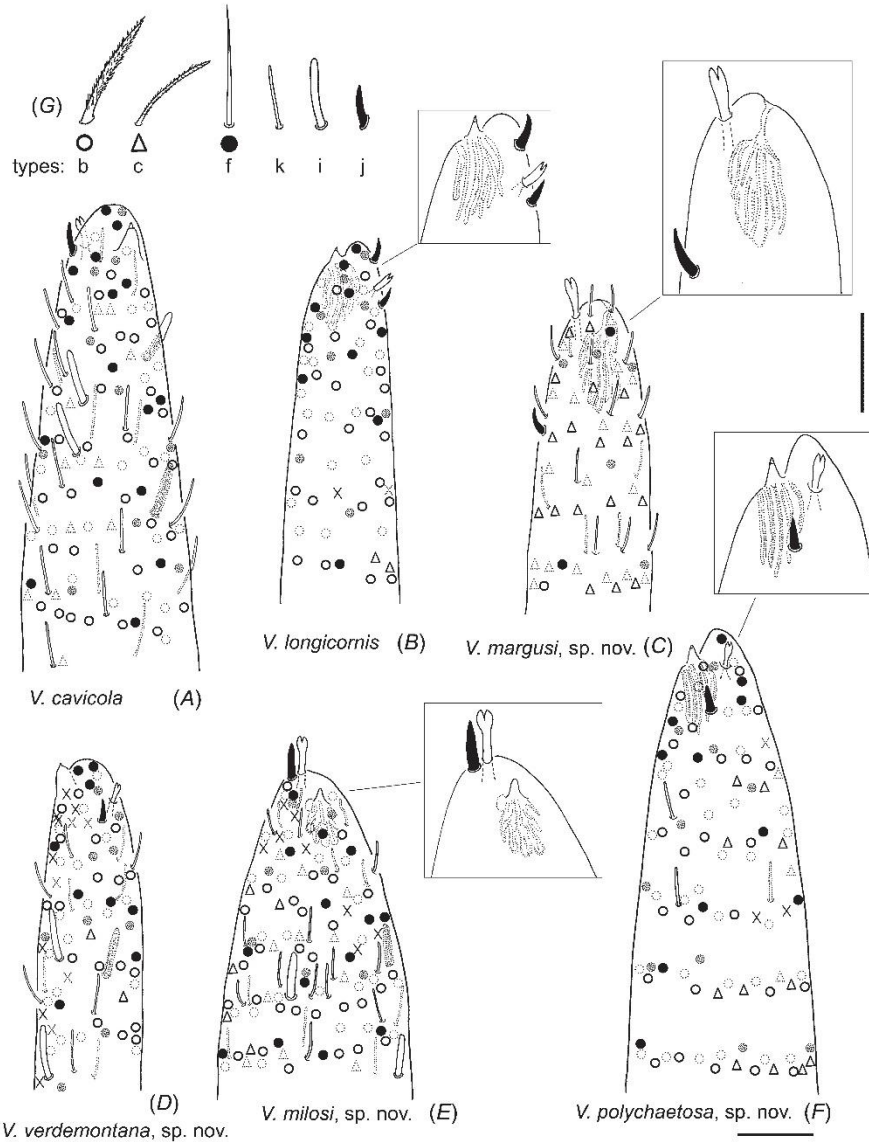 (G)
types: b c f k i j
V. cavicola (A)
V. longicornis (B)
V. margusi, sp. nov. (C)
V. verdemontana, sp. nov. (D)
V. milosi, sp. nov. (E)
V. polychaetosa, sp. nov. (F)